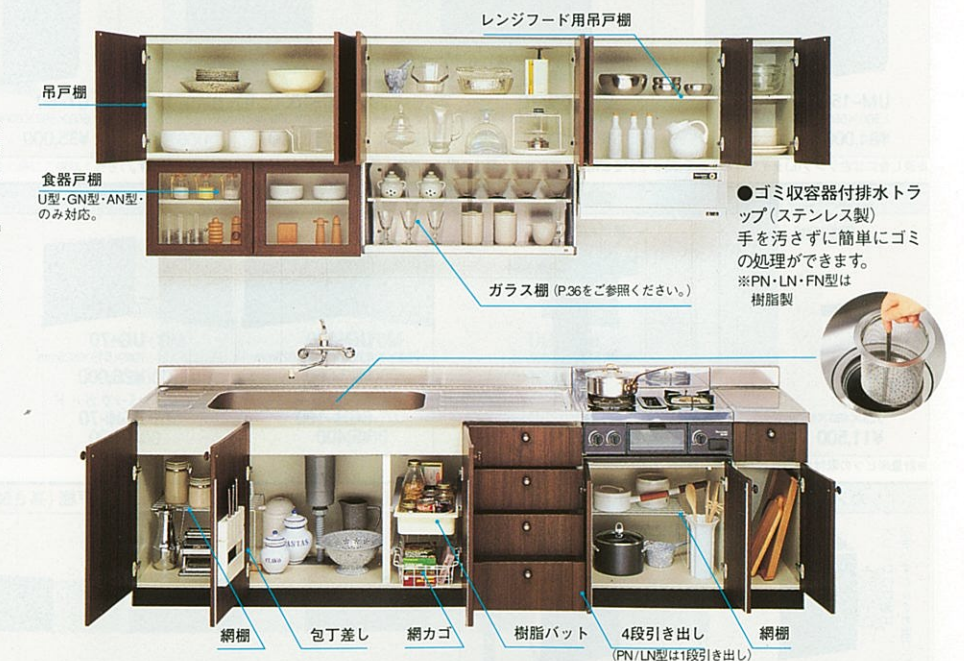 レンジフード用吊戸棚
吊戸棚
食器戸棚
U型・GN型・AN型・
のみ対応。
●ゴミ収容器付排水トラ
ップ（ステンレス製）
手を汚さずに簡単にゴミ
の処理ができます。
※PN・LN・FN型は
樹脂製
ガラス棚（P.36をご参照ください。）
網棚
包丁差し
網カゴ
樹脂バット
4段引き出し
（PN/LN型は1段引き出し）
網棚